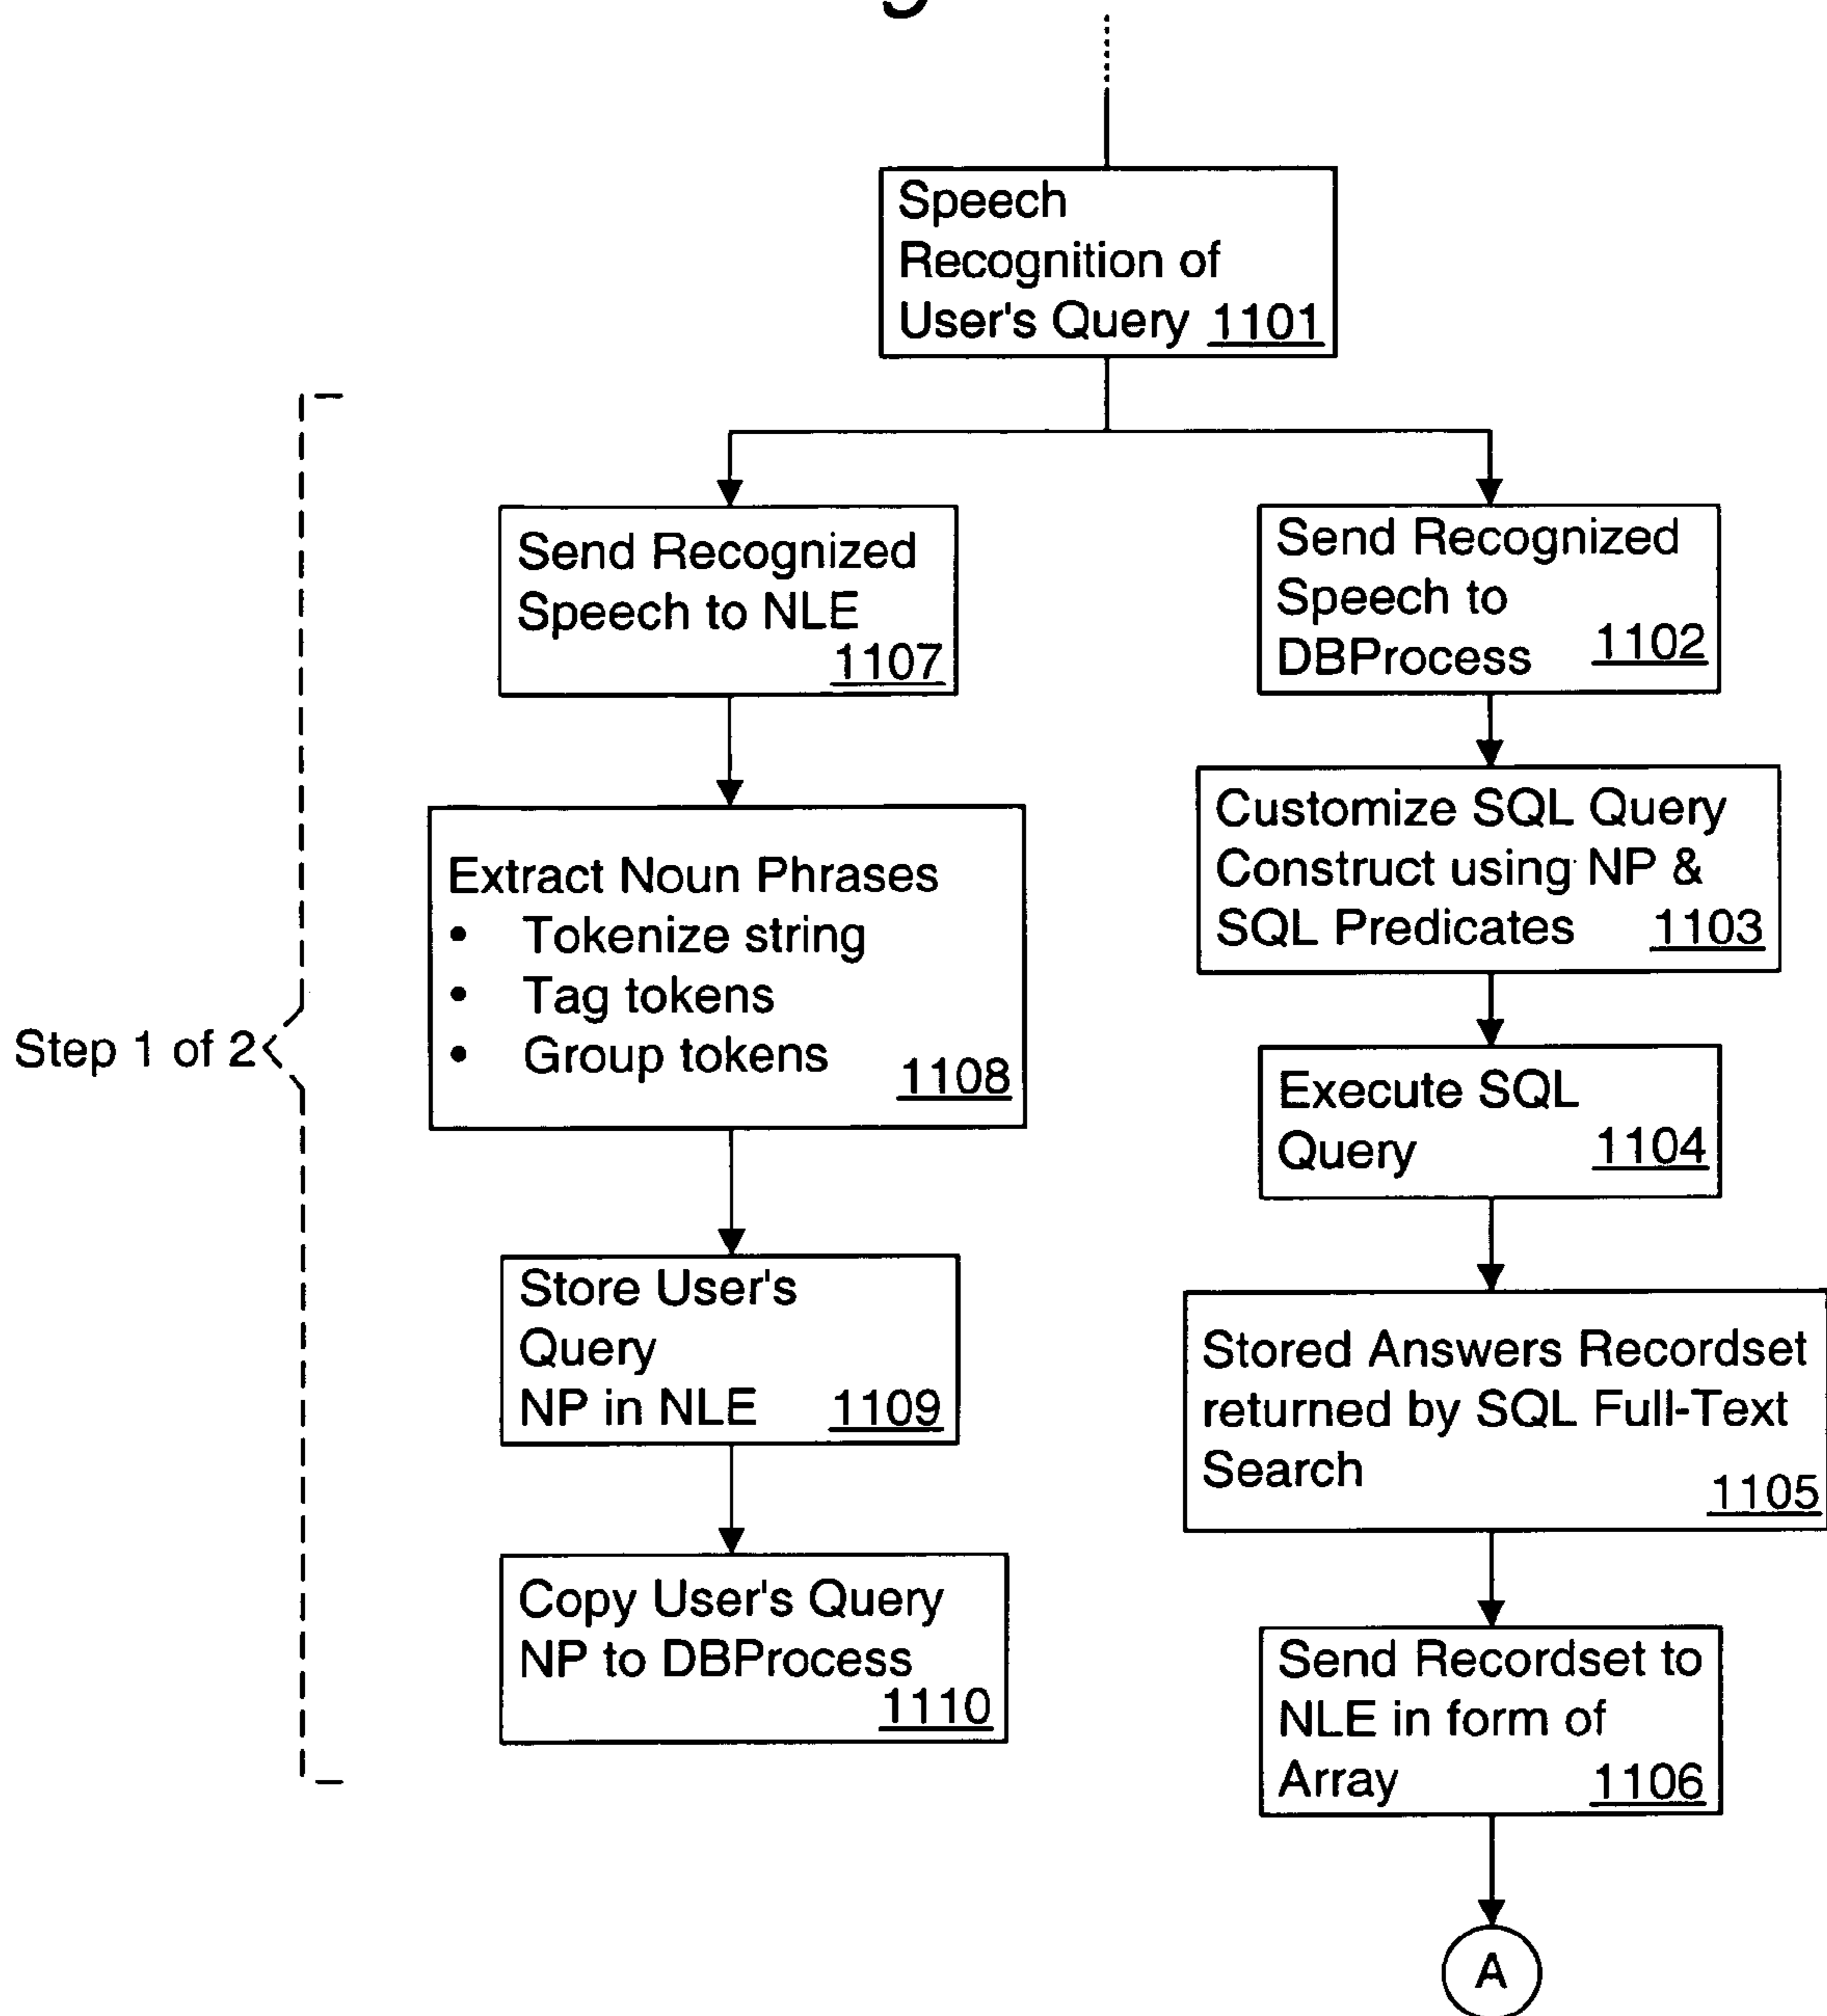 Speech
Recognition of
User's Query 1101
Send Recognized
Speech to NLE
1107
Send Recognized
Speech to
DBProcess 1102
Extract Noun Phrases
• Tokenize string
• Tag tokens
• Group tokens
1108
Customize SQL Query
Construct using NP &
SQL Predicates 1103
Step 1 of 2
Execute SQL
Query 1104
Store User's
Query
NP in NLE 1109
Stored Answers Recordset
returned by SQL Full-Text
Search
1105
Copy User's Query
NP to DBProcess
1110
Send Recordset to
NLE in form of
Array 1106
A